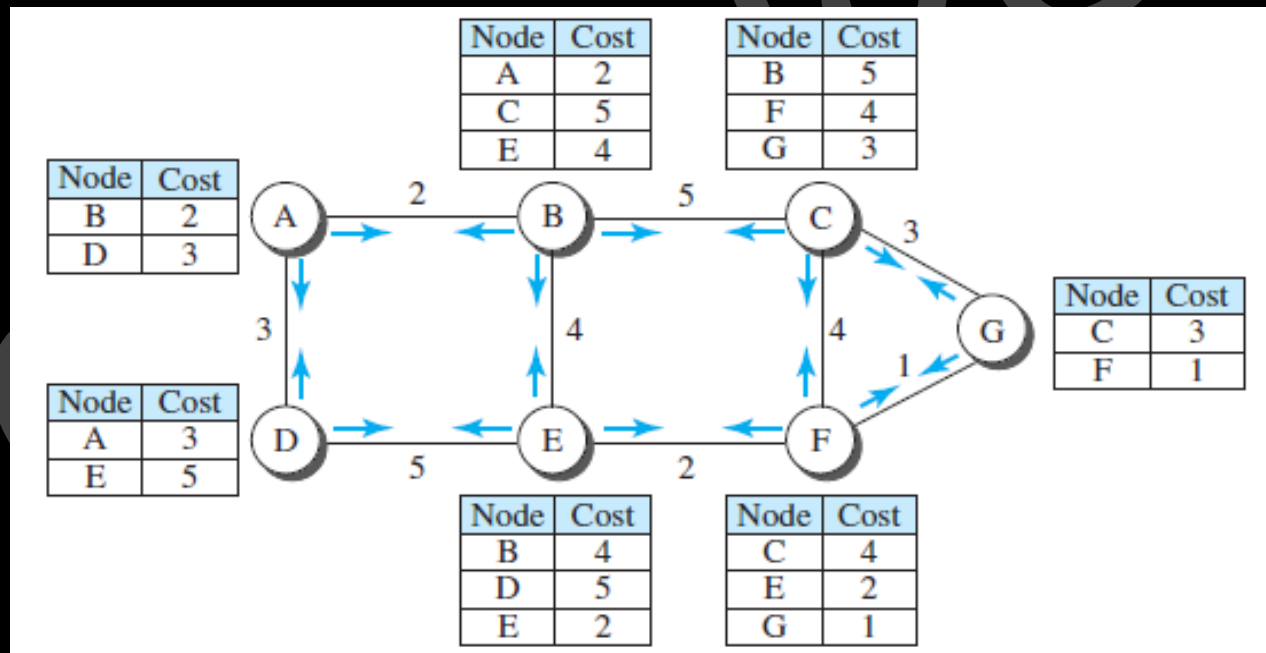 Node Cost
A 2
C 5
E 4
Node Cost
B 5
F 4
G 3
Node Cost
B 2
D 3
A 2 B 5 C 3
3 4 4 G
1
Node Cost
C 3
F 1
Node Cost
A 3
E 5
D 5 E 2 F
Node Cost
B 4
D 5
E 2
Node Cost
C 4
E 2
G 1